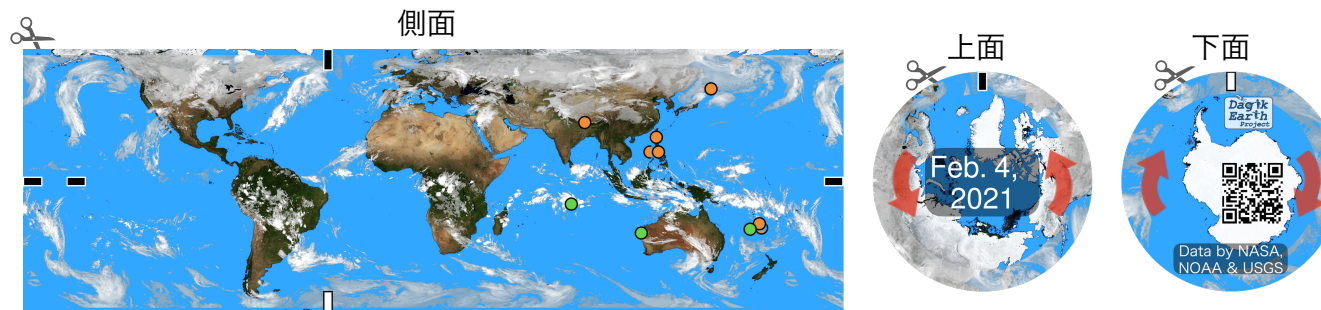 側面
上面
下面
Feb. 4,
2021
Dagik
Earth
Project
Data by NASA,
NOAA & USGS